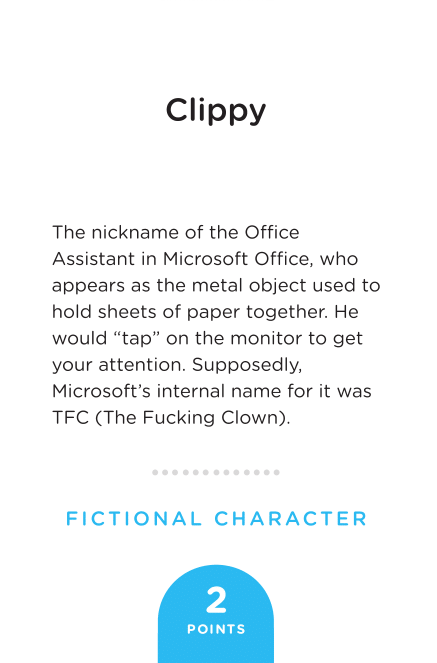 Clippy
The nickname of the Office
Assistant in Microsoft Office, who
appears as the metal object used to
hold sheets of paper together. He
would “tap” on the monitor to get
your attention. Supposedly,
Microsoft’s internal name for it was
TFC (The Fucking Clown).
FICTIONAL CHARACTER
2
POINTS